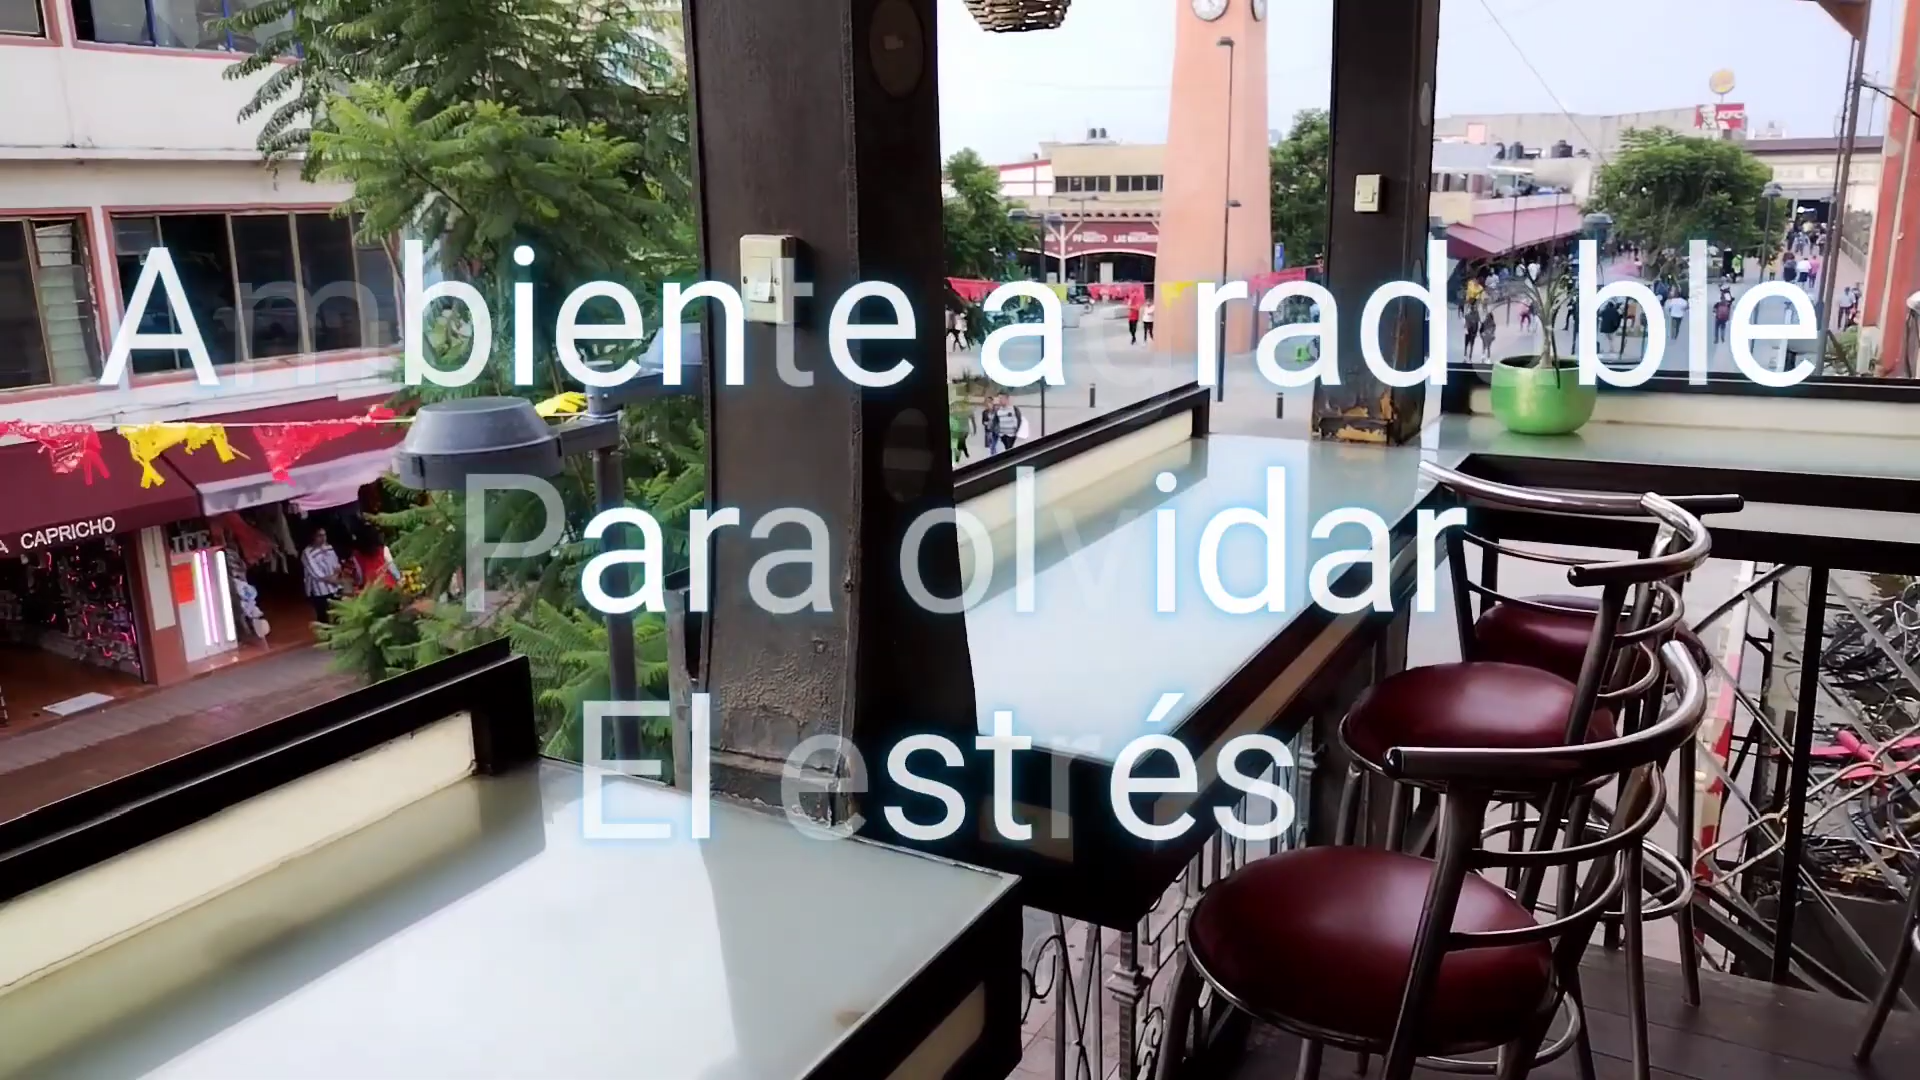 Ambiente agradable
Para olvidar
El estrés
A CAPRICHO
KFC